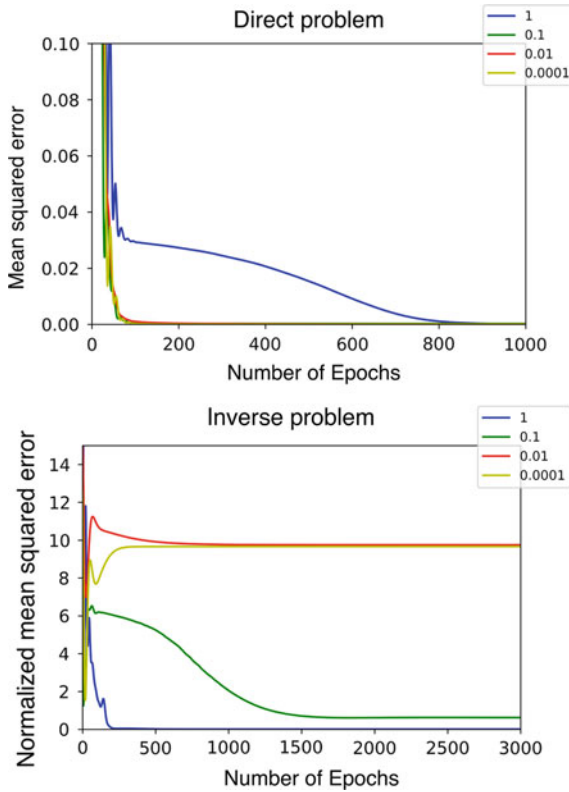 Direct problem
1
0.1
0.01
0.0001
Mean squared error
0.10
0.08
0.06
0.04
0.02
0.00
0 200 400 600 800 1000
Number of Epochs
Inverse problem
1
0.1
0.01
0.0001
Normalized mean squared error
14
12
10
8
6
4
2
0
0 500 1000 1500 2000 2500 3000
Number of Epochs